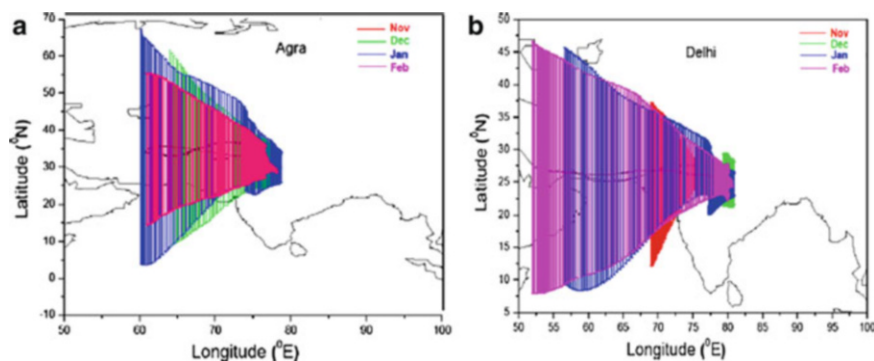 a
Agra
Nov
Dec
Jan
Feb
Latitude (⁰N)
70
60
50
40
30
20
10
0
-10
50
60
70
80
90
100
Longitude (⁰E)
b
Delhi
Nov
Dec
Jan
Feb
Latitude (⁰N)
50
45
40
35
30
25
20
15
10
5
50
55
60
65
70
75
80
85
90
95
100
Longitude (⁰E)